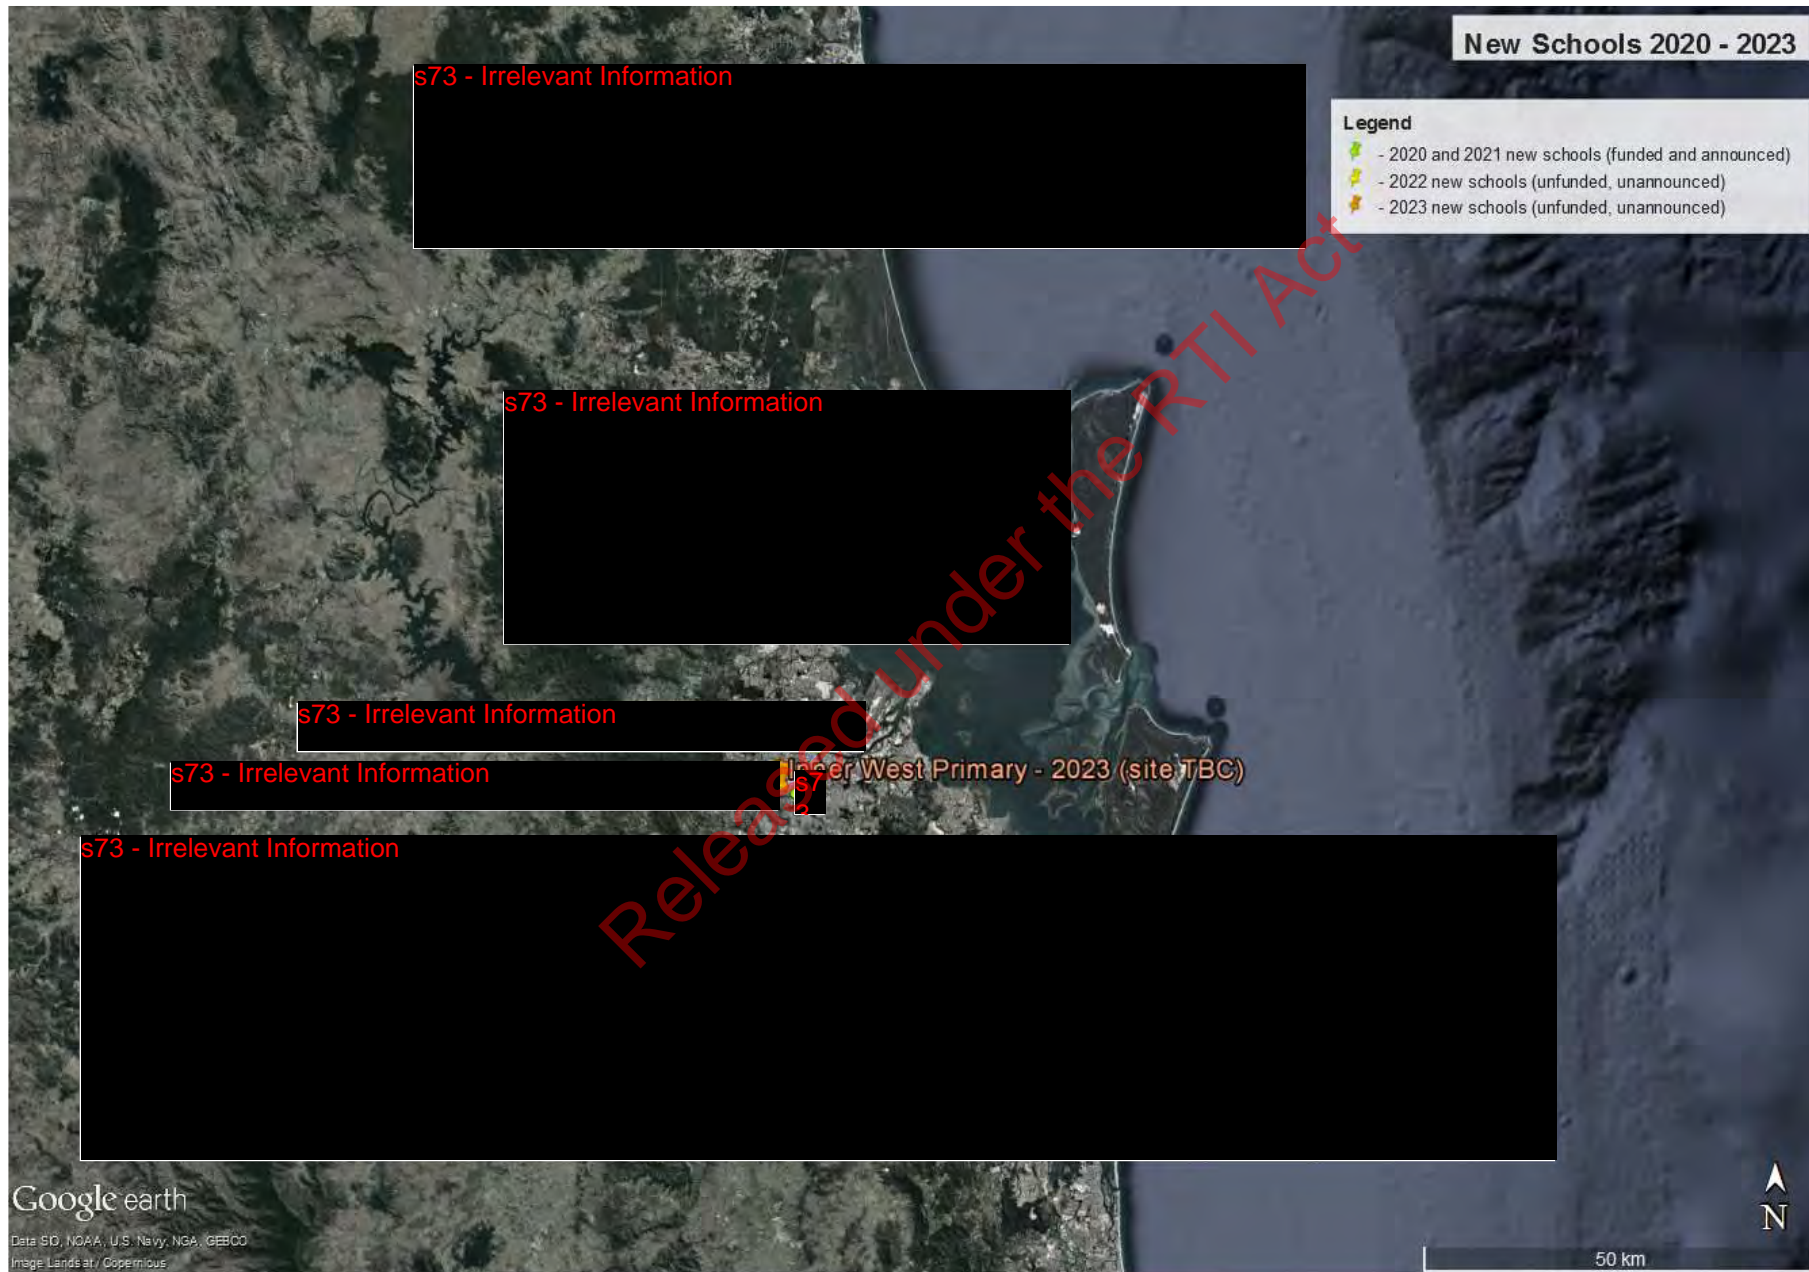 New Schools 2020 - 2023
s73 - Irrelevant Information
Legend
- 2020 and 2021 new schools (funded and announced)
- 2022 new schools (unfunded, unannounced)
- 2023 new schools (unfunded, unannounced)
s73 - Irrelevant Information
s73 - Irrelevant Information
s73 - Irrelevant Information
West Primary - 2023 (site TBC)
s7
3
s73 - Irrelevant Information
Released under the RTI Act
Google earth
Data SIO, NOAA, U.S. Navy, NGA, GEBCO
Image Landsat / Copernicus
N
50 km